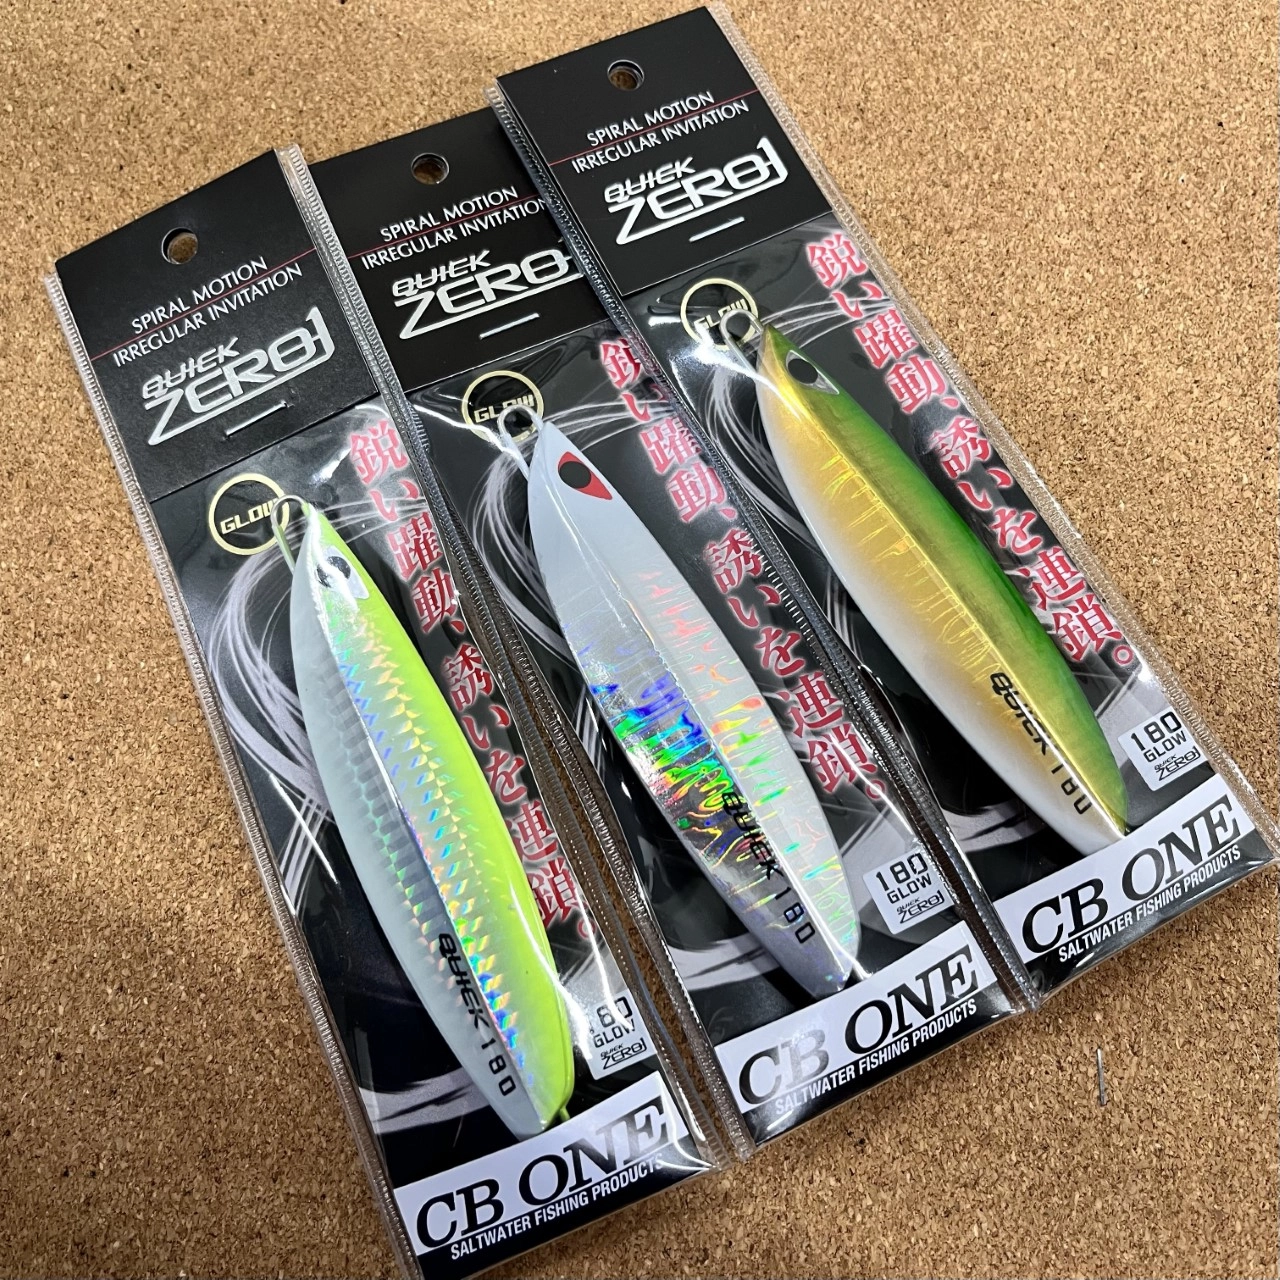 SPIRAL MOTION
IRREGULAR INVITATION
QUICK
ZERO1
GLOW
鋭い躍動、誘いを連鎖。
QUICK 180
80
GLOW
QUICK
ZERO1
CB ONE
SALTWATER FISHING PRODUCTS
SPIRAL MOTION
IRREGULAR INVITATION
QUICK
ZERO1
GLOW
鋭い躍動、誘いを連鎖。
QUICK 180
180
GLOW
QUICK
ZERO1
CB ONE
SALTWATER FISHING PRODUCTS
SPIRAL MOTION
IRREGULAR INVITATION
QUICK
ZERO1
GLOW
鋭い躍動、誘いを連鎖。
QUICK 180
180
GLOW
QUICK
ZERO1
CB ONE
SALTWATER FISHING PRODUCTS